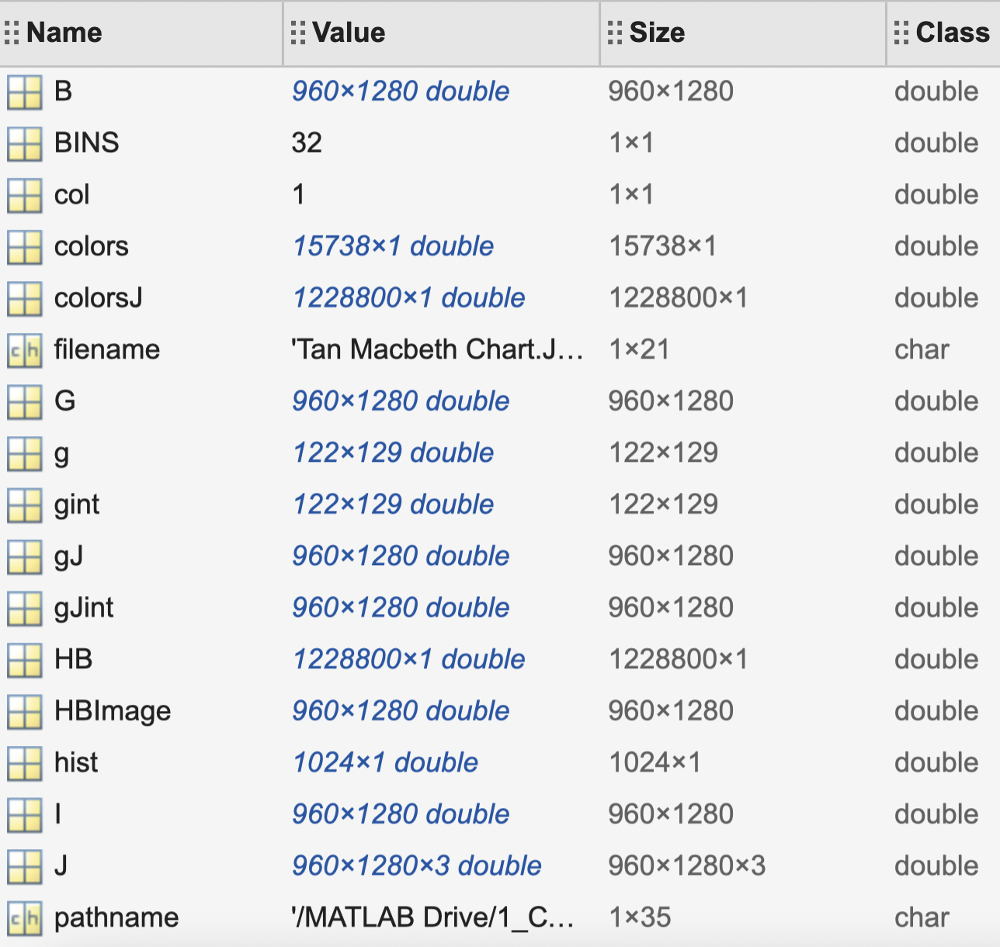 Name Value Size Class
B 960×1280 double 960×1280 double
BINS 32 1×1 double
col 1 1×1 double
colors 15738×1 double 15738×1 double
colorsJ 1228800×1 double 1228800×1 double
ch filename 'Tan Macbeth Chart.J... 1×21 char
G 960×1280 double 960×1280 double
g 122×129 double 122×129 double
gint 122×129 double 122×129 double
gJ 960×1280 double 960×1280 double
gJint 960×1280 double 960×1280 double
HB 1228800×1 double 1228800×1 double
HBImage 960×1280 double 960×1280 double
hist 1024×1 double 1024×1 double
I 960×1280 double 960×1280 double
J 960×1280×3 double 960×1280×3 double
ch pathname '/MATLAB Drive/1_C... 1×35 char